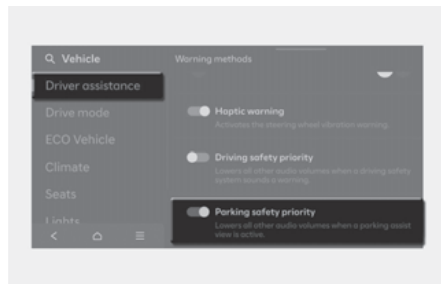 Vehicle
Warning methods
Driver assistance
Drive mode
Haptic warning
Activates the steering wheel vibration warning.
ECO Vehicle
Driving safety priority
Lowers all other audio volumes when a driving safety
system sounds a warning.
Climate
Seats
Parking safety priority
Lowers all other audio volumes when a parking assist
view is active.
Lights